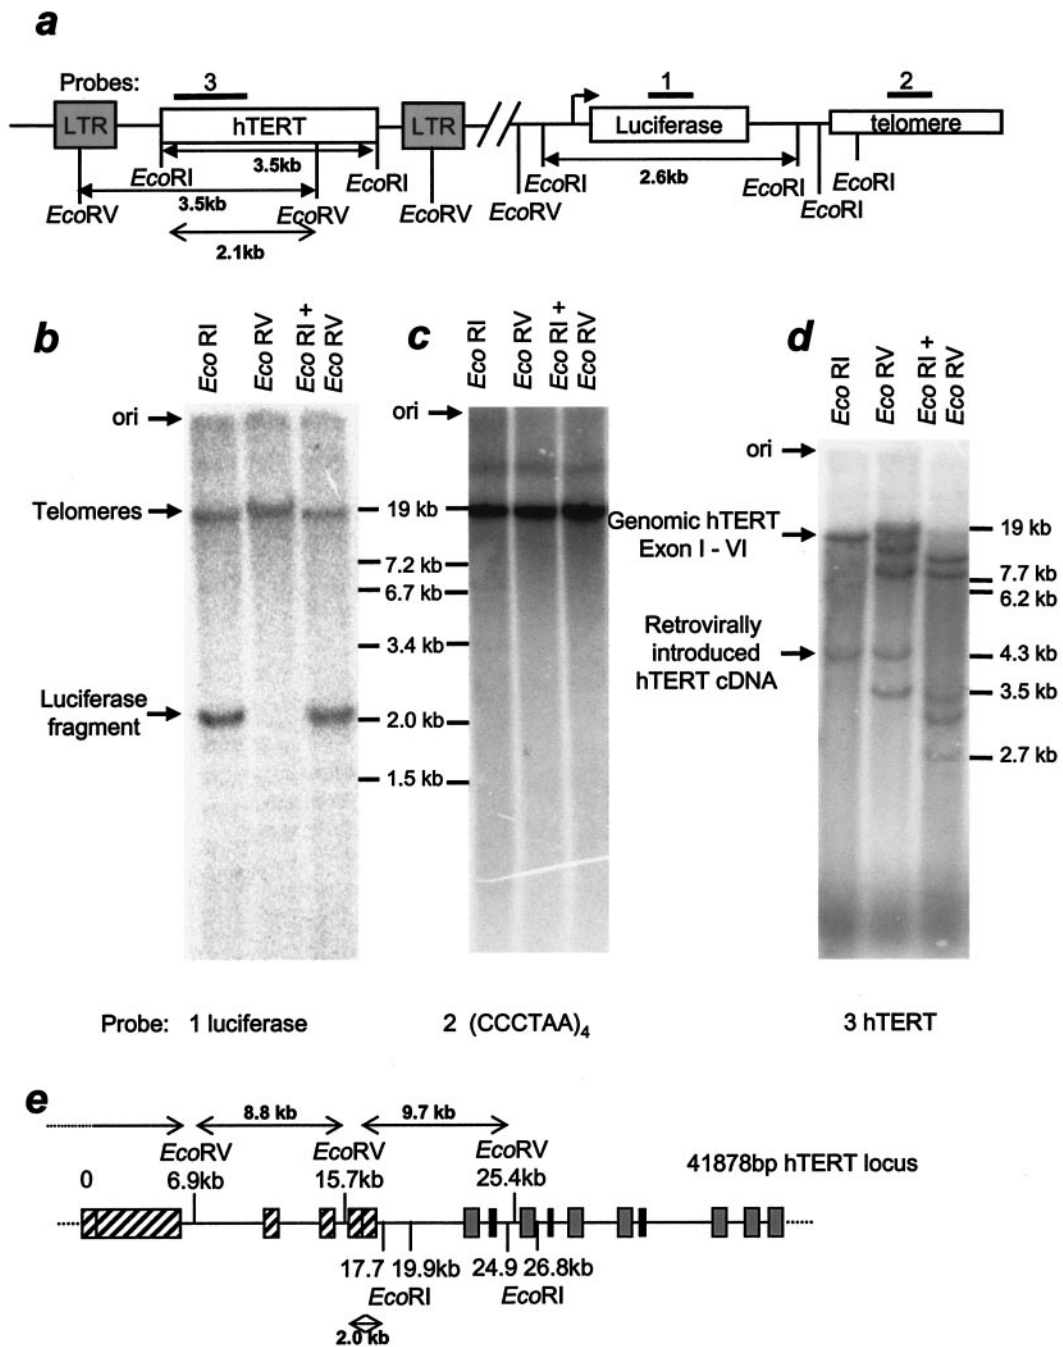 a
Probes: 3 1 2
LTR hTERT LTR Luciferase telomere
3.5kb
EcoRI EcoRI EcoRI 2.6kb EcoRI EcoRI
EcoRV 3.5kb EcoRV EcoRV EcoRV EcoRI
2.1kb
b
Eco RI
Eco RV
Eco RI +
Eco RV
ori
Telomeres
Luciferase
fragment
19 kb
7.2 kb
6.7 kb
3.4 kb
2.0 kb
1.5 kb
c
Eco RI
Eco RV
Eco RI +
Eco RV
ori
d
Eco RI
Eco RV
Eco RI +
Eco RV
ori
Genomic hTERT
Exon I - VI
Retrovirally
introduced
hTERT cDNA
19 kb
7.7 kb
6.2 kb
4.3 kb
3.5 kb
2.7 kb
Probe: 1 luciferase 2 (CCCTAA)4 3 hTERT
e
8.8 kb 9.7 kb
EcoRV EcoRV EcoRV
0 6.9kb 15.7kb 25.4kb 41878bp hTERT locus
17.7 19.9kb 24.9 26.8kb
EcoRI EcoRI
2.0 kb